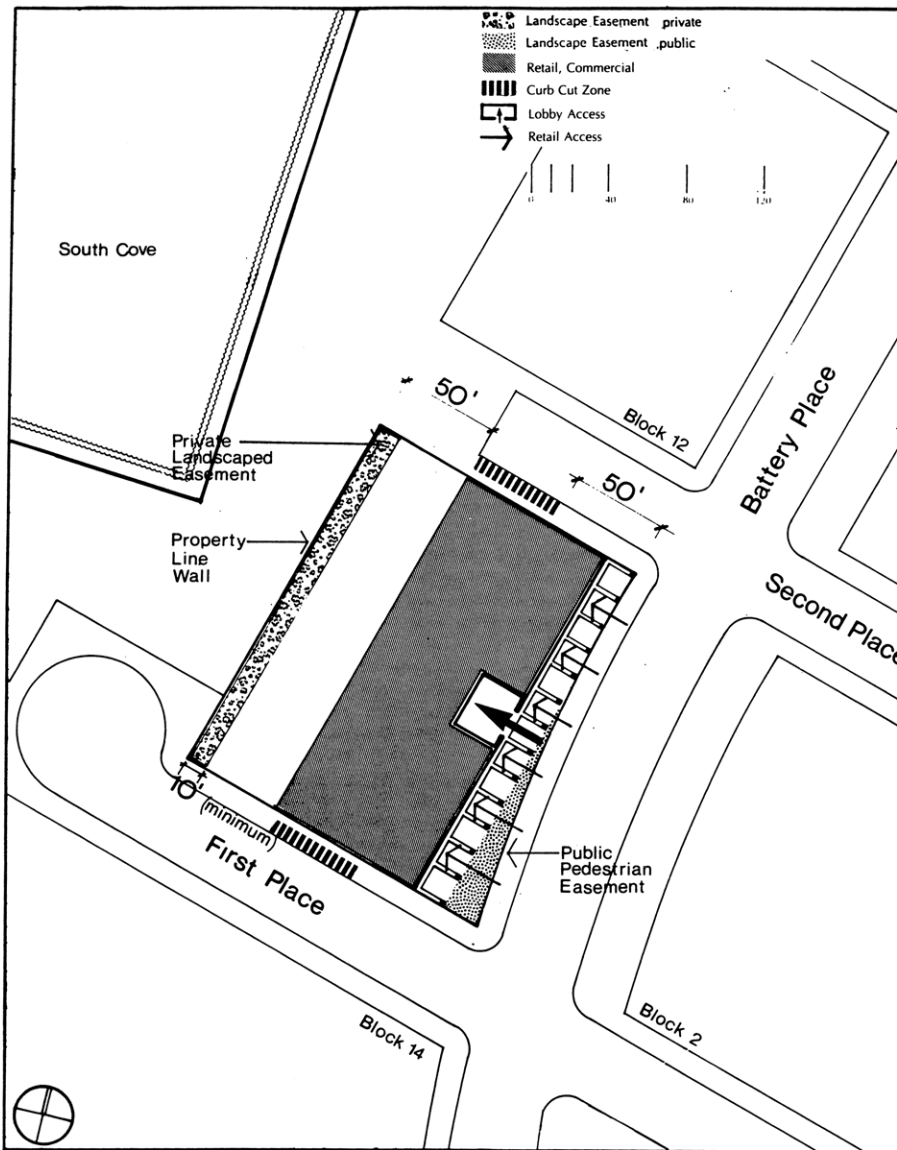 Landscape Easement private
Landscape Easement public
Retail, Commercial
Curb Cut Zone
Lobby Access
Retail Access
0 40 80 120
South Cove
50'
Block 12
Battery Place
Private
Landscaped
Easement
50'
Property
Line
Wall
Second Place
10' (minimum)
First Place
Public
Pedestrian
Easement
Block 14
Block 2